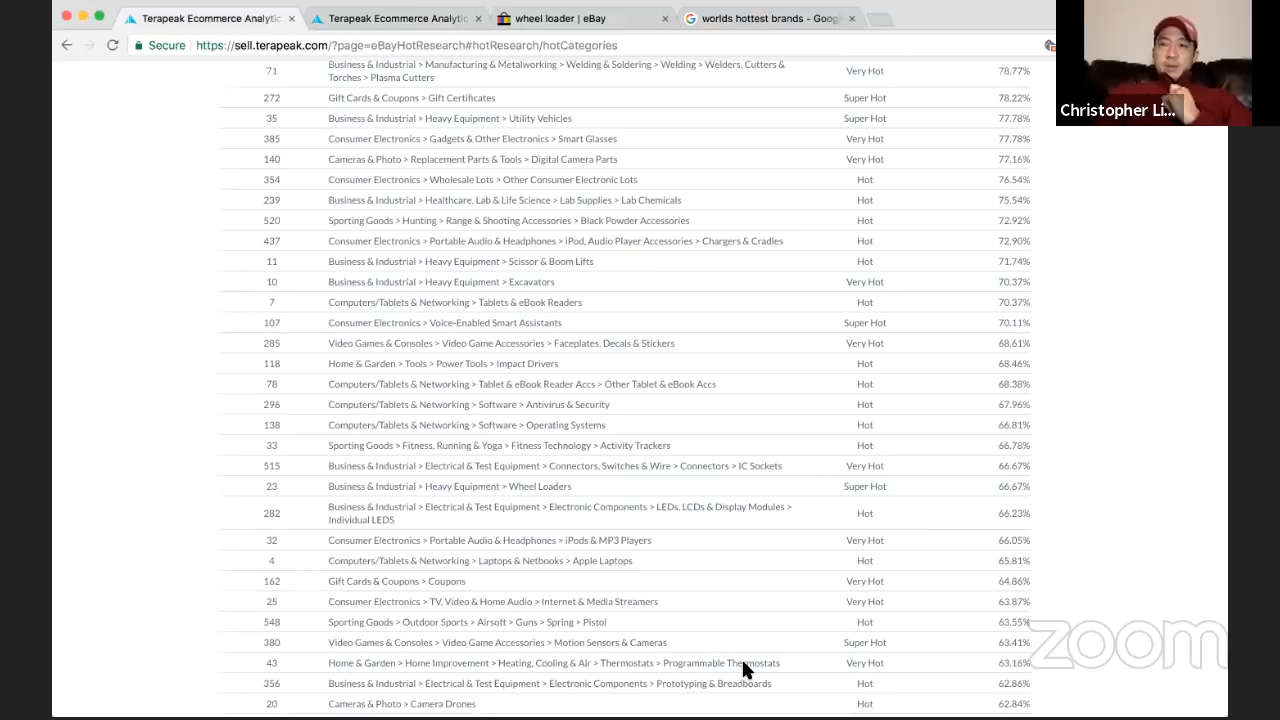 Terapeak Ecommerce Analytic
Terapeak Ecommerce Analytic
wheel loader | eBay
worlds hottest brands - Goog
Secure
https://sell.terapeak.com/?page=eBayHotResearch#hotResearch/hotCategories
Christopher Li...
71 Business & Industrial > Manufacturing & Metalworking > Welding & Soldering > Welding > Welders, Cutters & Very Hot 78.77%
Torches > Plasma Cutters
272 Gift Cards & Coupons > Gift Certificates Super Hot 78.22%
35 Business & Industrial > Heavy Equipment > Utility Vehicles Super Hot 77.78%
385 Consumer Electronics > Gadgets & Other Electronics > Smart Glasses Very Hot 77.78%
140 Cameras & Photo > Replacement Parts & Tools > Digital Camera Parts Very Hot 77.16%
354 Consumer Electronics > Wholesale Lots > Other Consumer Electronic Lots Hot 76.54%
239 Business & Industrial > Healthcare, Lab & Life Science > Lab Supplies > Lab Chemicals Hot 75.54%
520 Sporting Goods > Hunting > Range & Shooting Accessories > Black Powder Accessories Hot 72.92%
437 Consumer Electronics > Portable Audio & Headphones > iPod, Audio Player Accessories > Chargers & Cradles Hot 72.90%
11 Business & Industrial > Heavy Equipment > Scissor & Boom Lifts Hot 71.74%
10 Business & Industrial > Heavy Equipment > Excavators Very Hot 70.37%
7 Computers/Tablets & Networking > Tablets & eBook Readers Hot 70.37%
107 Consumer Electronics > Voice-Enabled Smart Assistants Super Hot 70.11%
285 Video Games & Consoles > Video Game Accessories > Faceplates, Decals & Stickers Very Hot 68.61%
118 Home & Garden > Tools > Power Tools > Impact Drivers Hot 68.46%
78 Computers/Tablets & Networking > Tablet & eBook Reader Accs > Other Tablet & eBook Accs Hot 68.38%
296 Computers/Tablets & Networking > Software > Antivirus & Security Hot 67.96%
138 Computers/Tablets & Networking > Software > Operating Systems Hot 66.81%
33 Sporting Goods > Fitness, Running & Yoga > Fitness Technology > Activity Trackers Hot 66.78%
515 Business & Industrial > Electrical & Test Equipment > Connectors, Switches & Wire > Connectors > IC Sockets Very Hot 66.67%
23 Business & Industrial > Heavy Equipment > Wheel Loaders Super Hot 66.67%
282 Business & Industrial > Electrical & Test Equipment > Electronic Components > LEDs, LCDs & Display Modules > Hot 66.23%
Individual LEDS
32 Consumer Electronics > Portable Audio & Headphones > iPods & MP3 Players Very Hot 66.05%
4 Computers/Tablets & Networking > Laptops & Netbooks > Apple Laptops Hot 65.81%
162 Gift Cards & Coupons > Coupons Very Hot 64.86%
25 Consumer Electronics > TV, Video & Home Audio > Internet & Media Streamers Very Hot 63.87%
548 Sporting Goods > Outdoor Sports > Airsoft > Guns > Spring > Pistol Hot 63.55%
380 Video Games & Consoles > Video Game Accessories > Motion Sensors & Cameras Super Hot 63.41%
43 Home & Garden > Home Improvement > Heating, Cooling & Air > Thermostats > Programmable Thermostats Very Hot 63.16%
356 Business & Industrial > Electrical & Test Equipment > Electronic Components > Prototyping & Breadboards Hot 62.86%
20 Cameras & Photo > Camera Drones Hot 62.84%
zoom